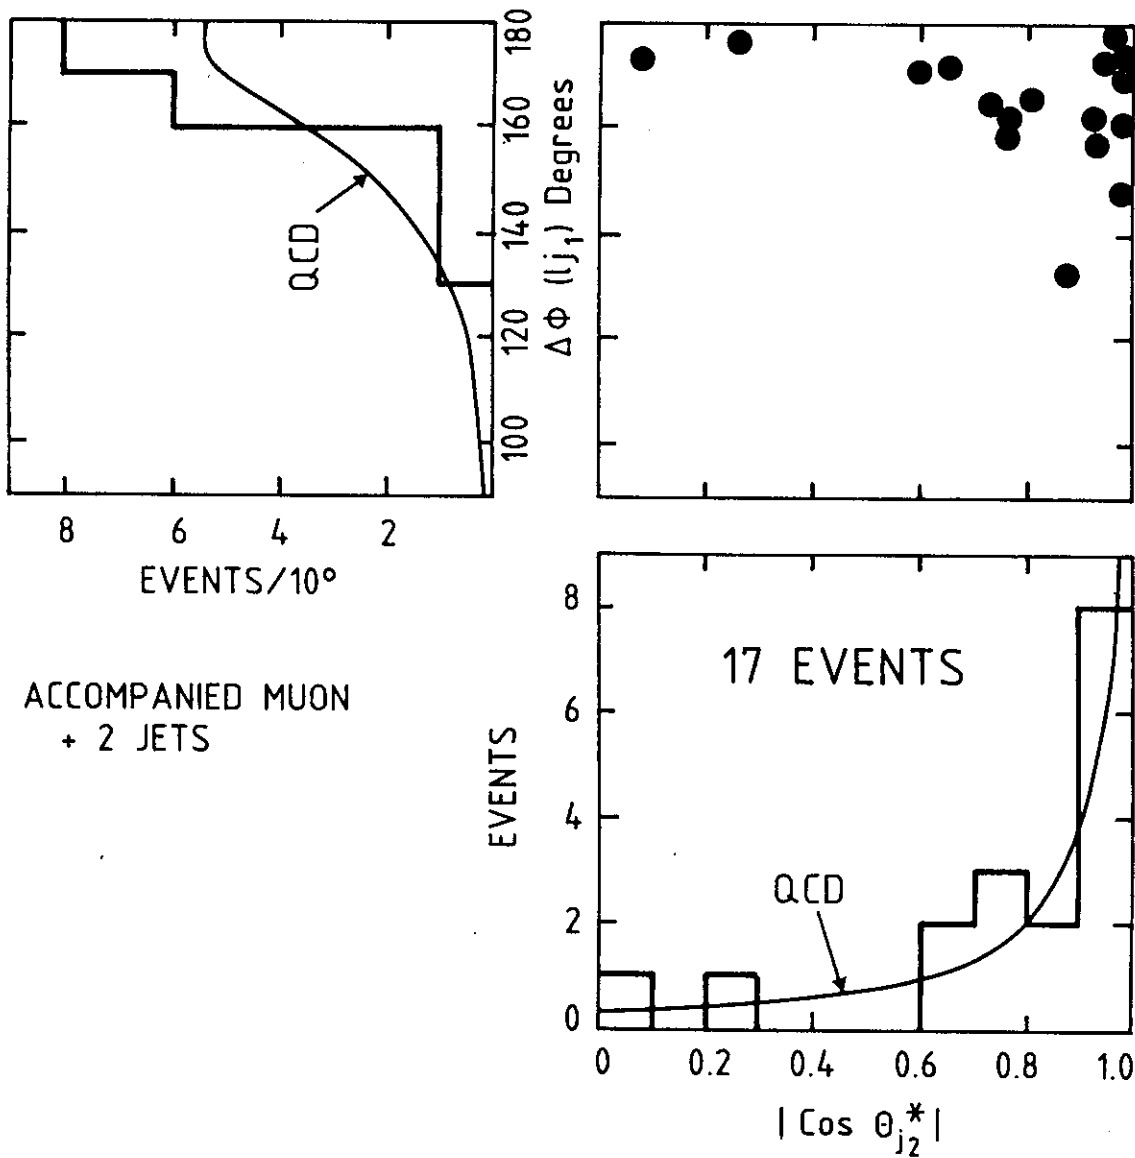 180
160
140
120
100
ΔΦ (lj₁) Degrees
QCD
8 6 4 2
EVENTS/10°
ACCOMPANIED MUON
+ 2 JETS
17 EVENTS
QCD
EVENTS
8
6
4
2
0
0 0.2 0.4 0.6 0.8 1.0
| Cos θ*j₂ |